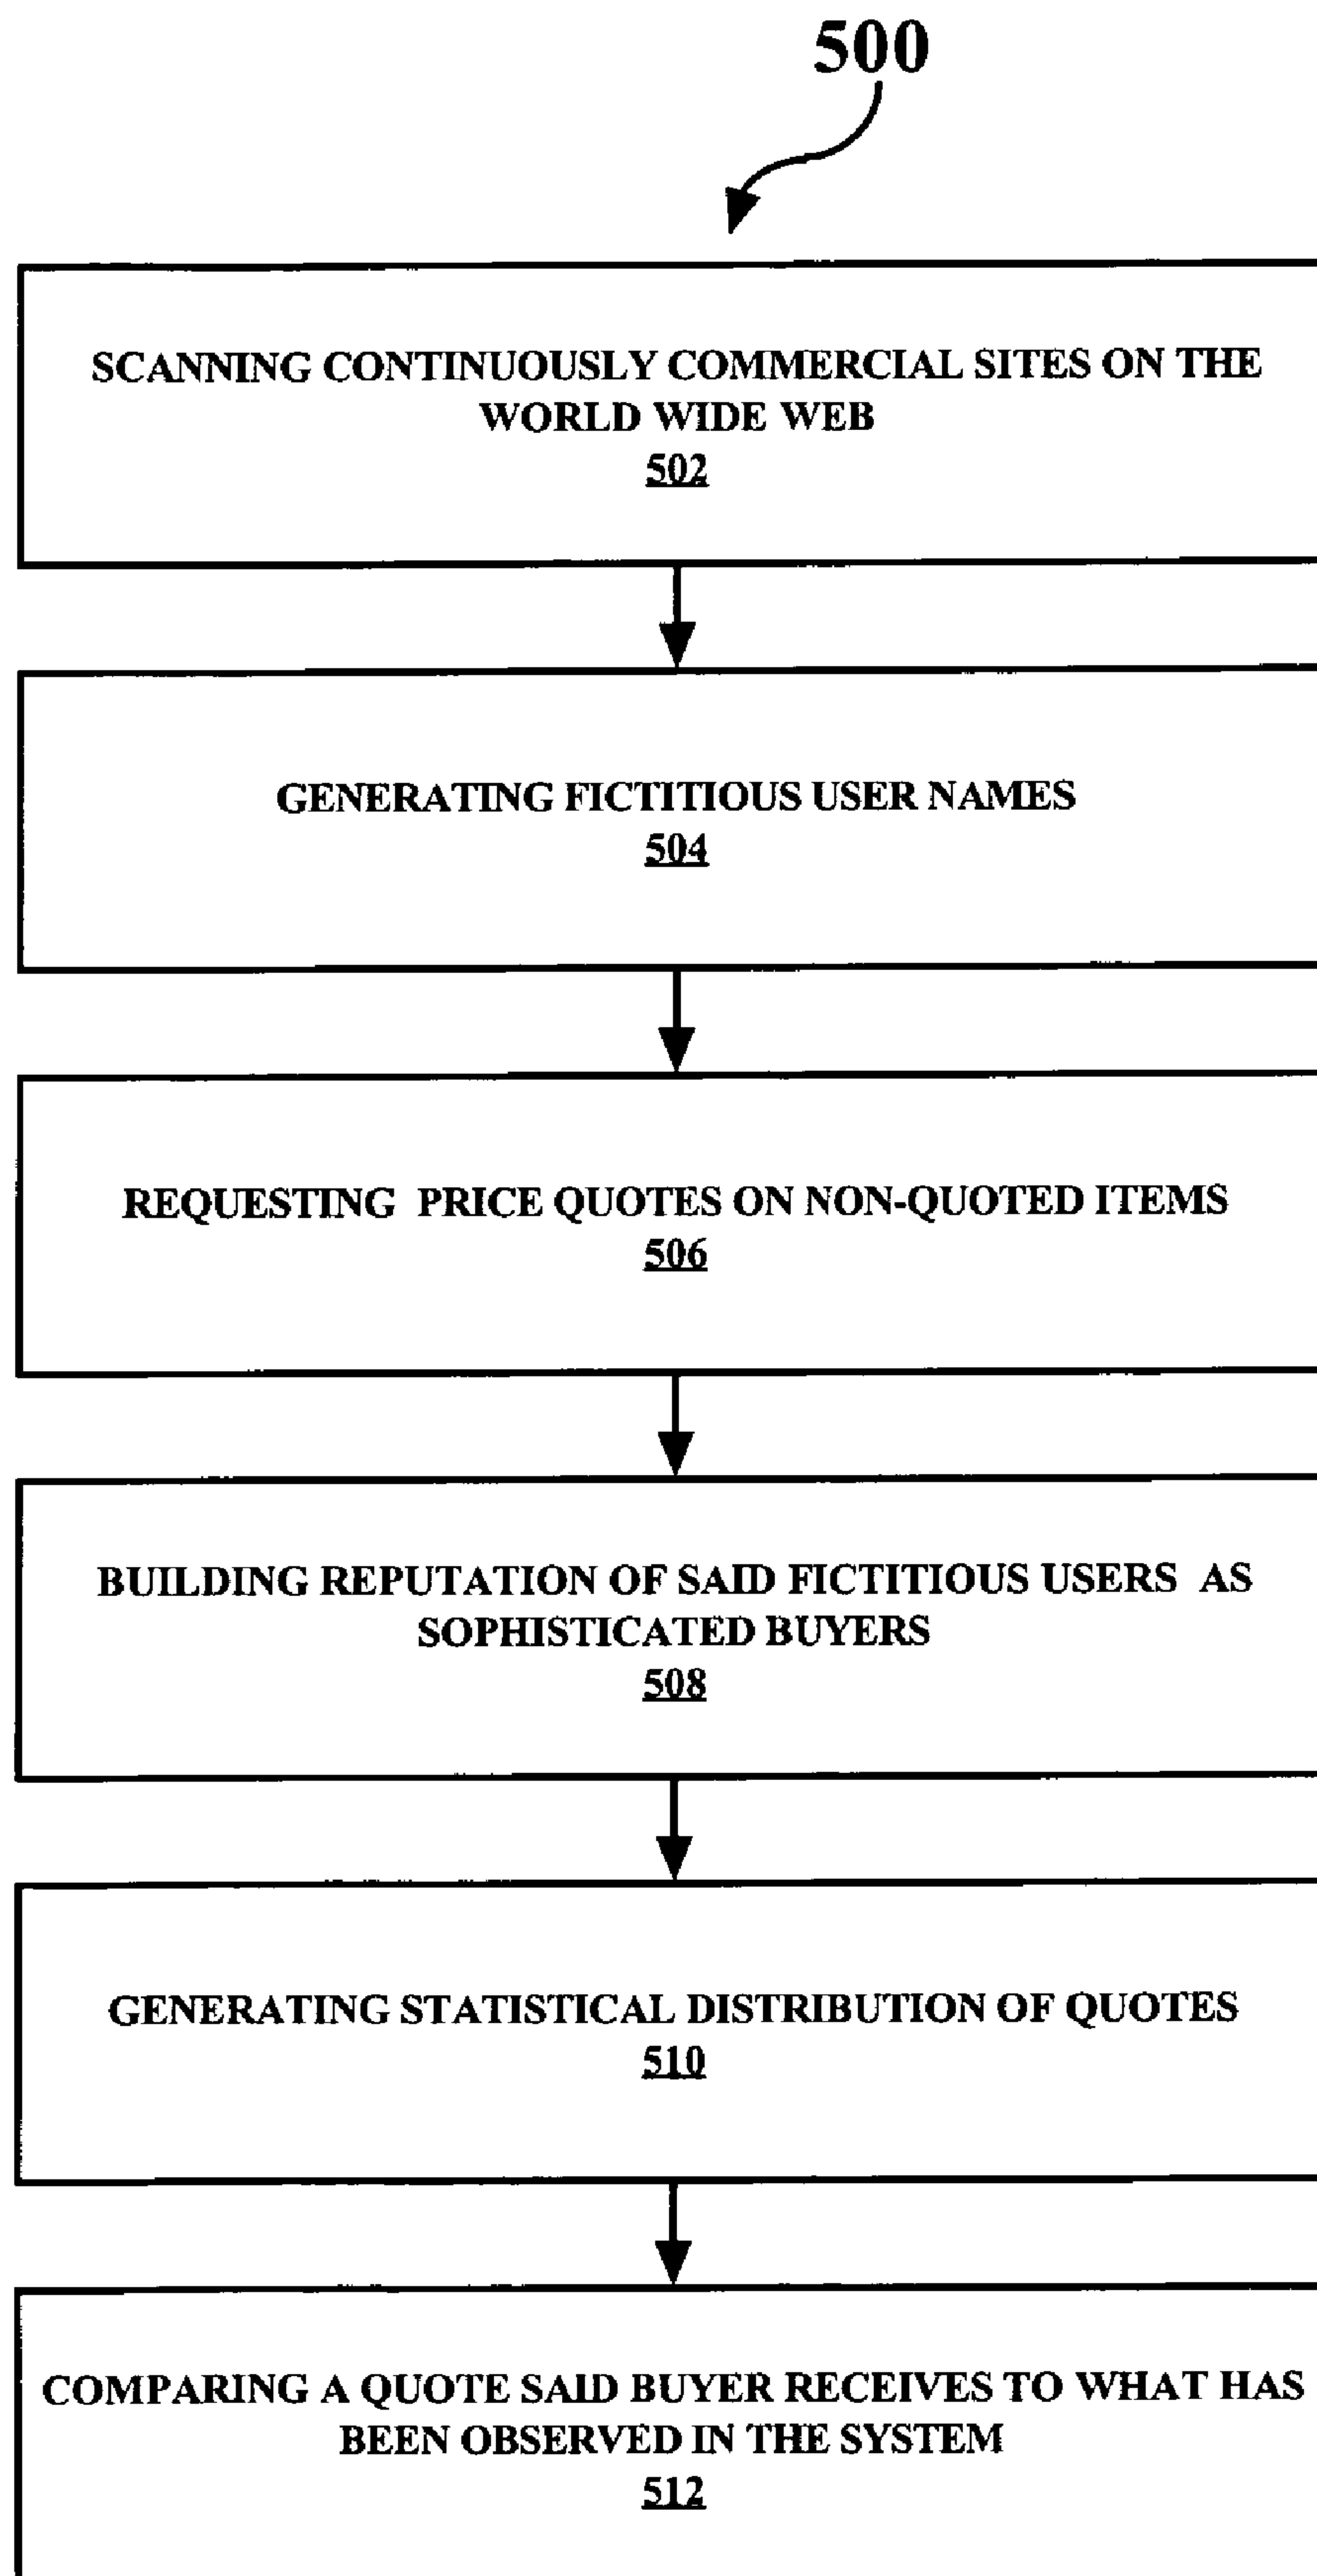 500
SCANNING CONTINUOUSLY COMMERCIAL SITES ON THE
WORLD WIDE WEB
502
GENERATING FICTITIOUS USER NAMES
504
REQUESTING PRICE QUOTES ON NON-QUOTED ITEMS
506
BUILDING REPUTATION OF SAID FICTITIOUS USERS AS
SOPHISTICATED BUYERS
508
GENERATING STATISTICAL DISTRIBUTION OF QUOTES
510
COMPARING A QUOTE SAID BUYER RECEIVES TO WHAT HAS
BEEN OBSERVED IN THE SYSTEM
512